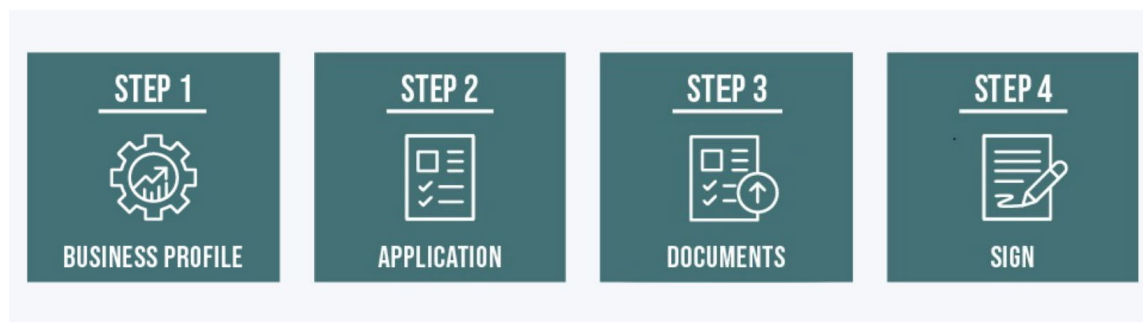 STEP 1
BUSINESS PROFILE
STEP 2
APPLICATION
STEP 3
DOCUMENTS
STEP 4
SIGN